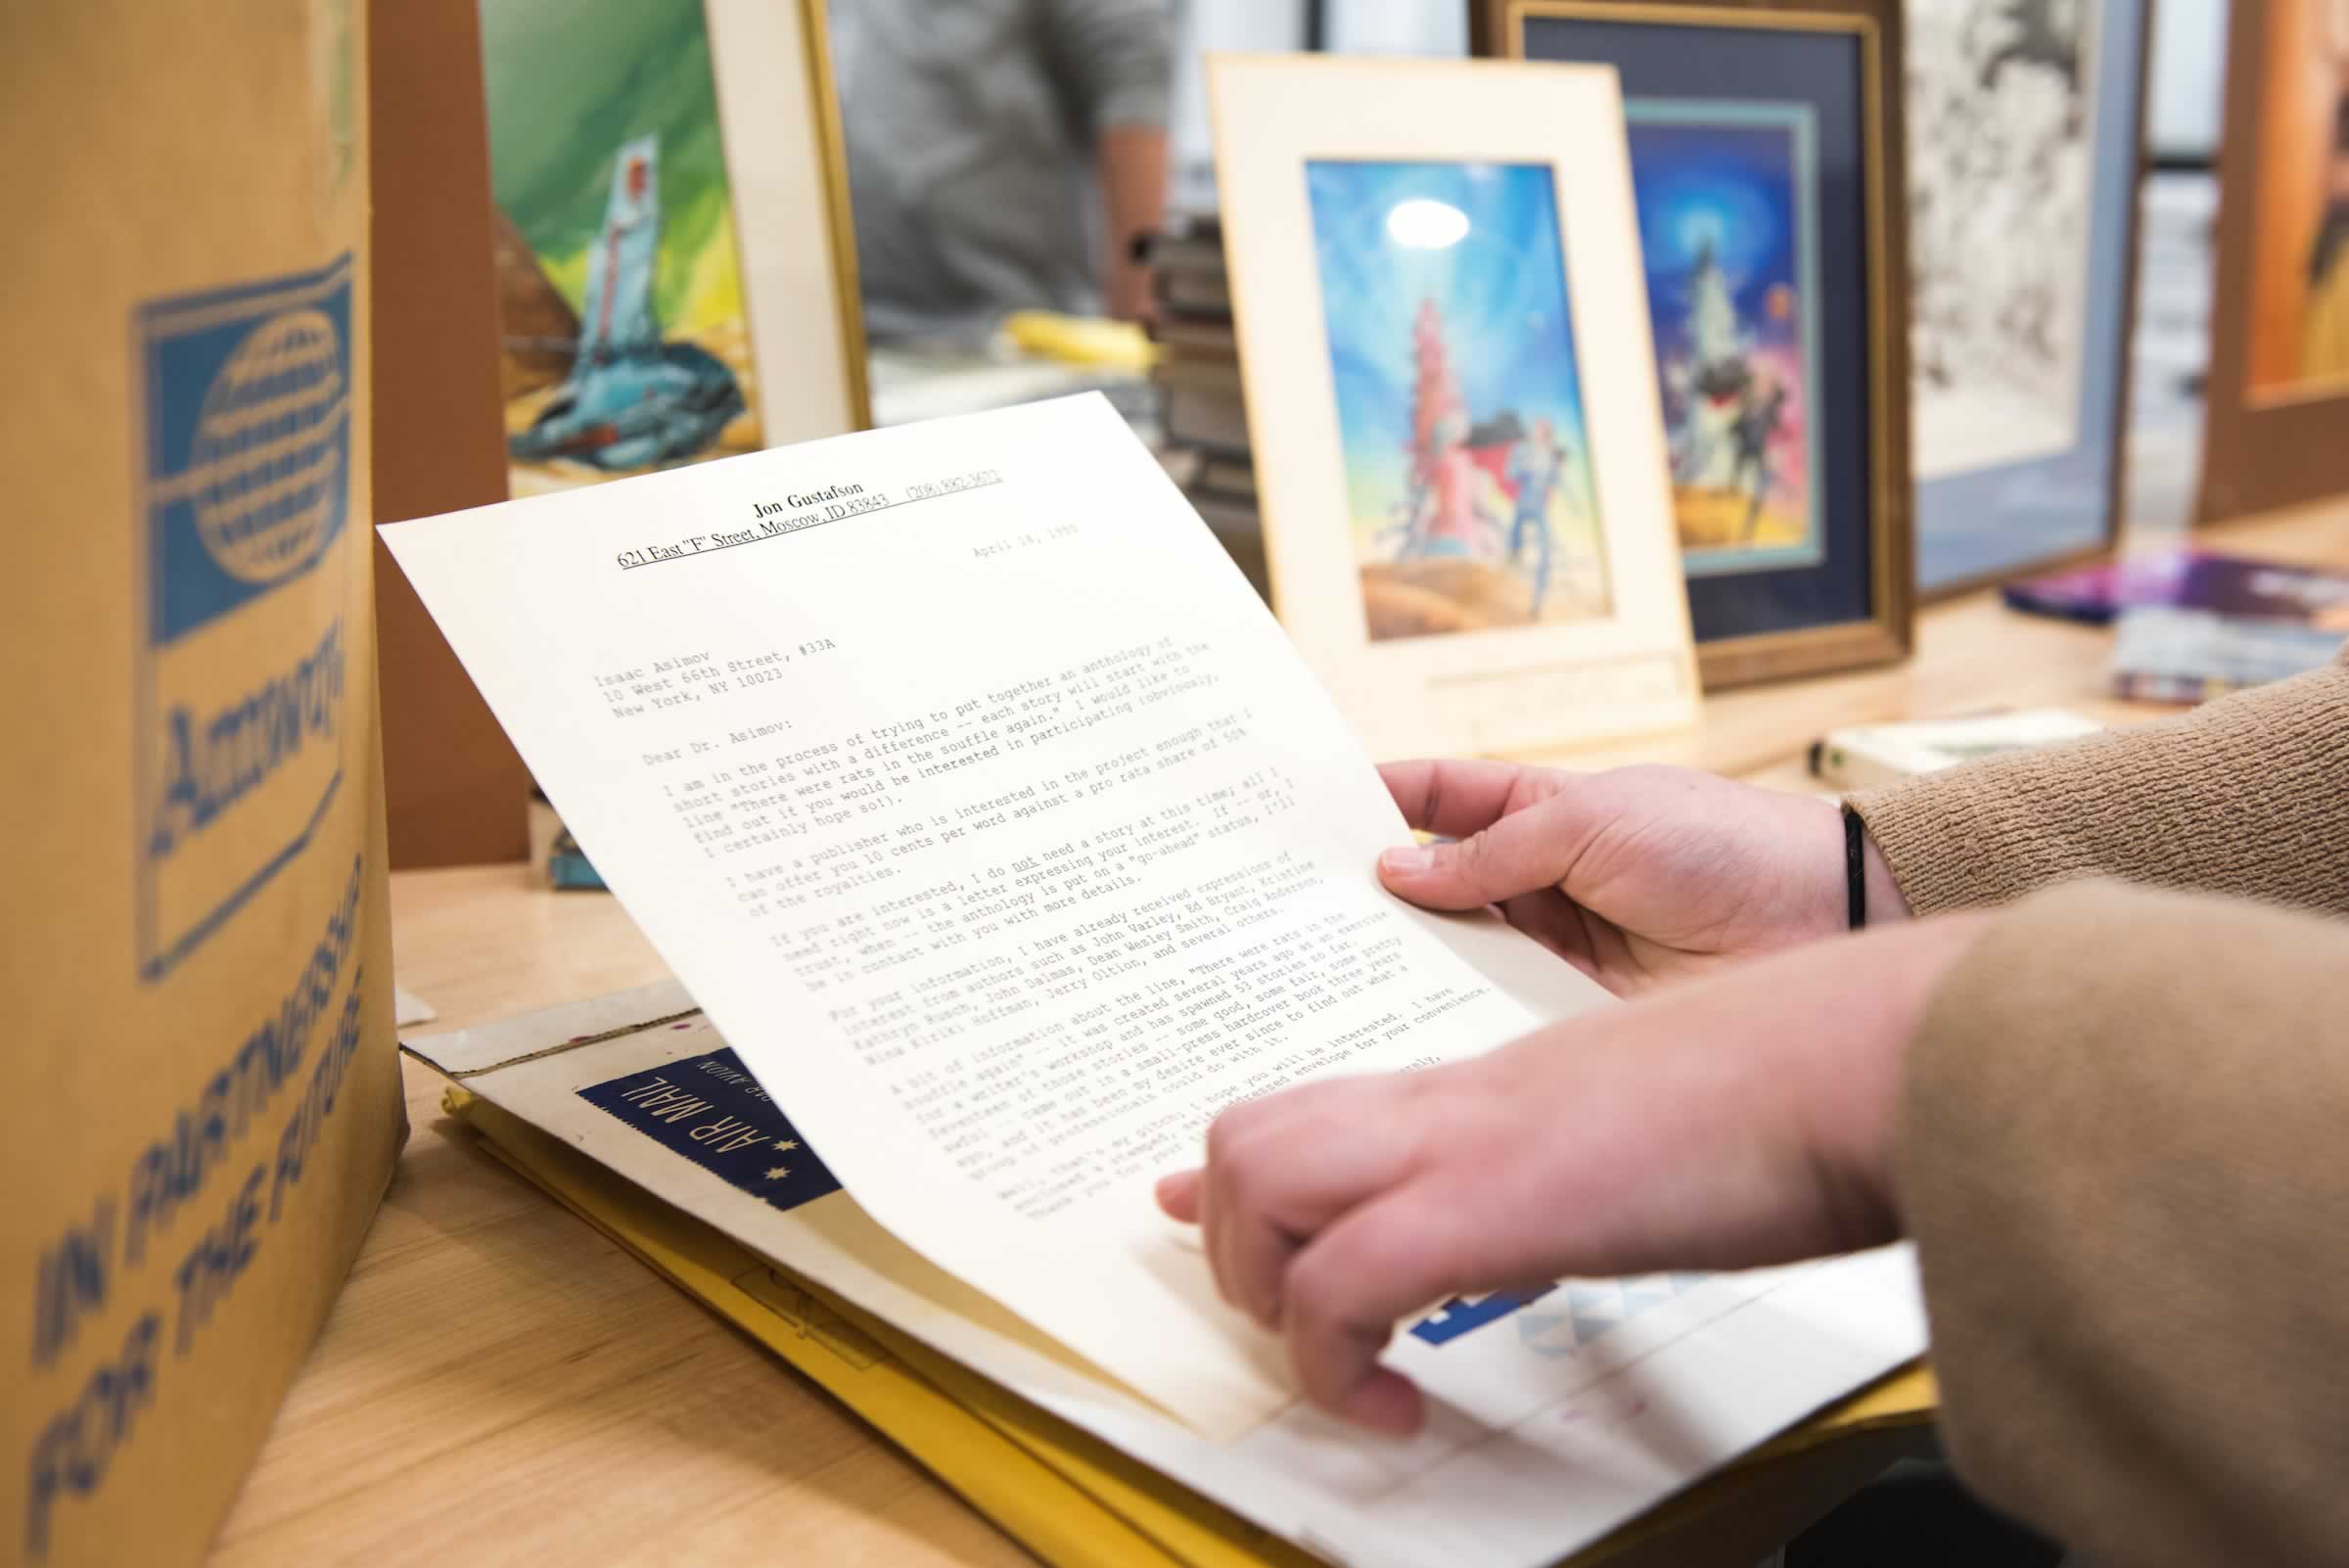 Jon Gustafson
621 East "F" Street, Moscow, ID 83843 (208) 882-3672
April 18, 1990
Isaac Asimov
10 West 66th Street, #33A
New York, NY 10023
Dear Dr. Asimov:
I am in the process of trying to put together an anthology of
short stories with a difference -- each story will start with the
line "There were rats in the souffle again." I would like to
find out if you would be interested in participating (obviously,
I certainly hope so!).
I have a publisher who is interested in the project enough that I
can offer you 10 cents per word against a pro rata share of 50%
of the royalties.
If you are interested, I do not need a story at this time; all I
need right now is a letter expressing your interest. If -- or, I
trust, when -- the anthology is put on a "go-ahead" status, I'll
be in contact with you with more details.
For your information, I have already received expressions of
interest from authors such as John Varley, Ed Bryant, Kristine
Kathryn Rusch, John Dalmas, Dean Wesley Smith, Craig Anderson,
Nina Kiriki Hoffman, Jerry Oltion, and several others.
A bit of information about the line, "There were rats in the
souffle again" -- it was created several years ago as an exercise
for a writer's workshop and has spawned 53 stories so far.
Seventeen of those stories -- some good, some fair, some pretty
awful -- came out in a small-press hardcover book three years
ago, and it has been my desire ever since to find out what a
group of professionals could do with it.
Well, that's my pitch; I hope you will be interested. I have
enclosed a stamped, self-addressed envelope for your convenience.
Thank you for your
AIR MAIL
PAR AVION
IN PARTNERSHIP
FOR THE FUTURE